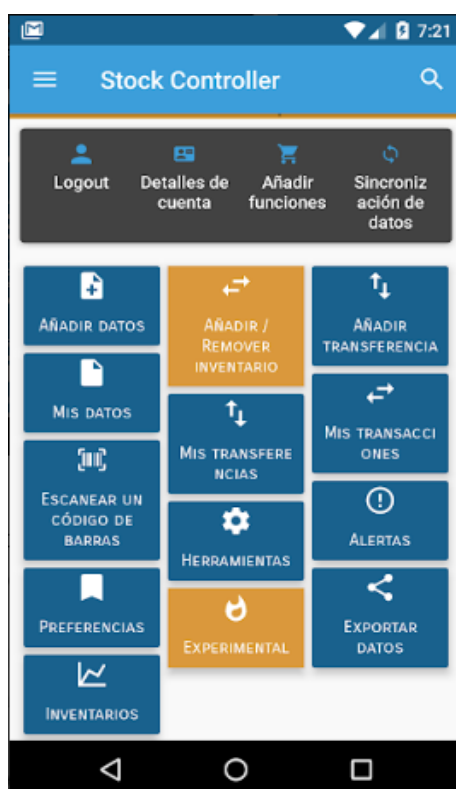 7:21
Stock Controller
Logout
Detalles de
cuenta
Añadir
funciones
Sincroniz
ación de
datos
Añadir datos
Añadir /
Remover
inventario
Añadir
transferencia
Mis datos
Mis transfere
ncias
Mis transacci
ones
Escanear un
código de
barras
Herramientas
Alertas
Preferencias
Experimental
Exportar
datos
Inventarios